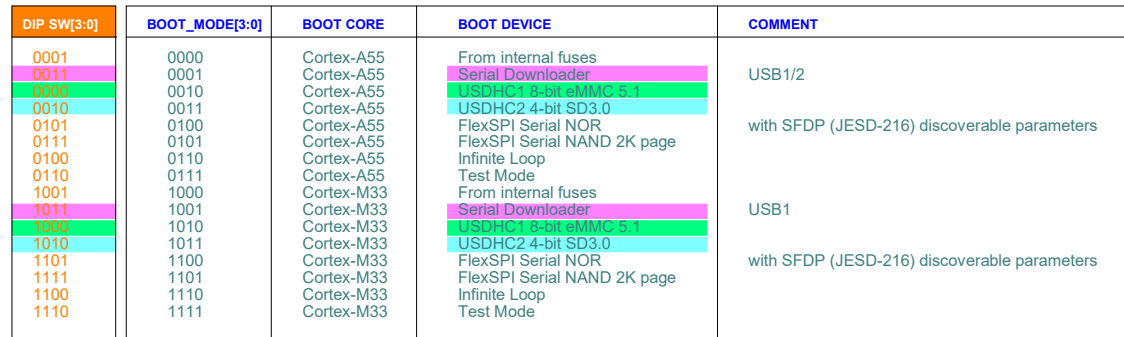 DIP SW[3:0] BOOT_MODE[3:0] BOOT CORE BOOT DEVICE COMMENT
0001 0000 Cortex-A55 From internal fuses
0011 0001 Cortex-A55 Serial Downloader USB1/2
0000 0010 Cortex-A55 USDHC1 8-bit eMMC 5.1
0010 0011 Cortex-A55 USDHC2 4-bit SD3.0
0101 0100 Cortex-A55 FlexSPI Serial NOR with SFDP (JESD-216) discoverable parameters
0111 0101 Cortex-A55 FlexSPI Serial NAND 2K page
0100 0110 Cortex-A55 Infinite Loop
0110 0111 Cortex-A55 Test Mode
1001 1000 Cortex-M33 From internal fuses
1011 1001 Cortex-M33 Serial Downloader USB1
1000 1010 Cortex-M33 USDHC1 8-bit eMMC 5.1
1010 1011 Cortex-M33 USDHC2 4-bit SD3.0
1101 1100 Cortex-M33 FlexSPI Serial NOR with SFDP (JESD-216) discoverable parameters
1111 1101 Cortex-M33 FlexSPI Serial NAND 2K page
1100 1110 Cortex-M33 Infinite Loop
1110 1111 Cortex-M33 Test Mode